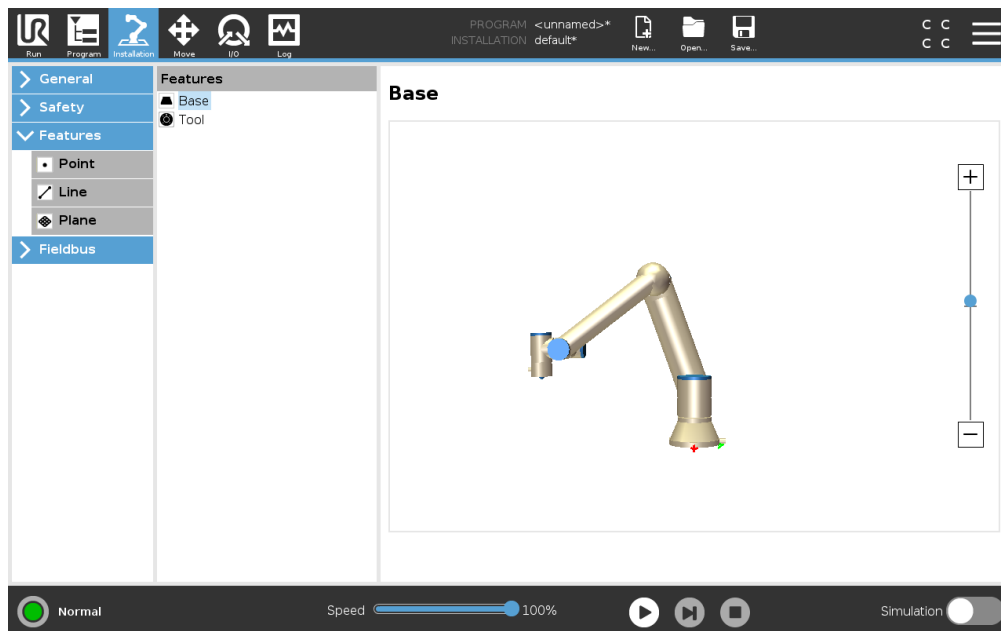 UR
Run
Program
Installation
Move
I/O
Log
PROGRAM <unnamed>*
INSTALLATION default*
New...
Open...
Save...
C C
C C
General
Safety
Features
Point
Line
Plane
Fieldbus
Features
Base
Tool
Base
+
−
Normal
Speed
100%
Simulation